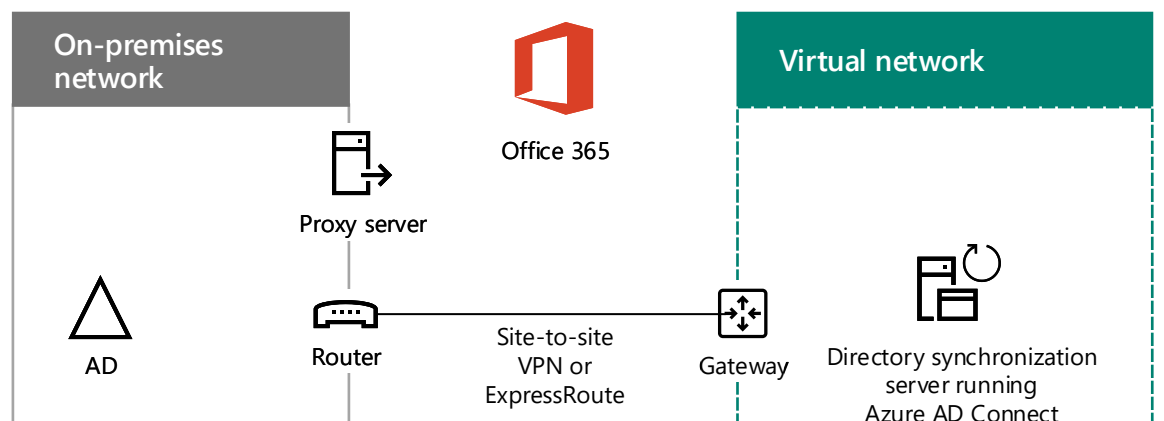 On-premises
network
Virtual network
Office 365
Proxy server
AD
Router
Site-to-site
VPN or
ExpressRoute
Gateway
Directory synchronization
server running
Azure AD Connect